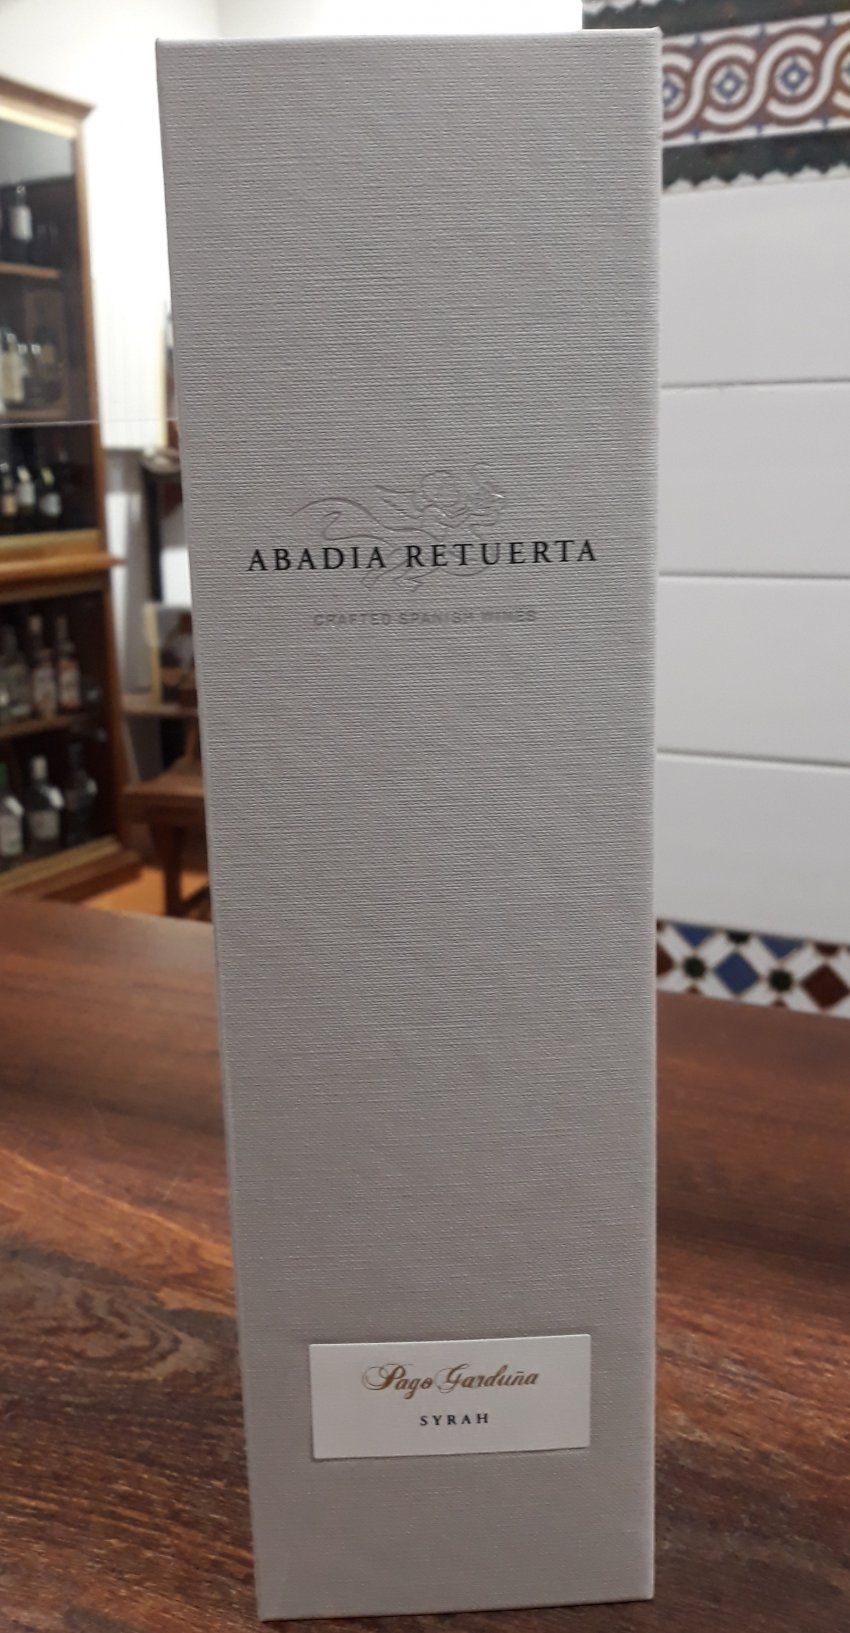 ABADIA RETUERTA
CRAFTED SPANISH WINES
Pago Garduña
SYRAH